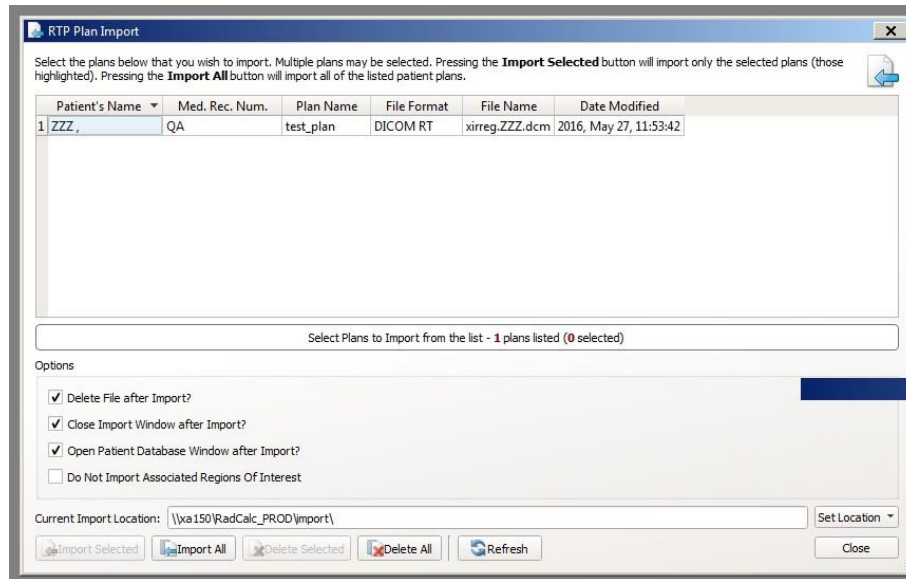 RTP Plan Import
Select the plans below that you wish to import. Multiple plans may be selected. Pressing the Import Selected button will import only the selected plans (those
highlighted). Pressing the Import All button will import all of the listed patient plans.
Patient's Name Med. Rec. Num. Plan Name File Format File Name Date Modified
1 ZZZ , QA test_plan DICOM RT xirreg.ZZZ.dcm 2016, May 27, 11:53:42
Select Plans to Import from the list - 1 plans listed (0 selected)
Options
Delete File after Import?
Close Import Window after Import?
Open Patient Database Window after Import?
Do Not Import Associated Regions Of Interest
Current Import Location: \\xa150\RadCalc_PROD\import\ Set Location
Import Selected Import All Delete Selected Delete All Refresh Close